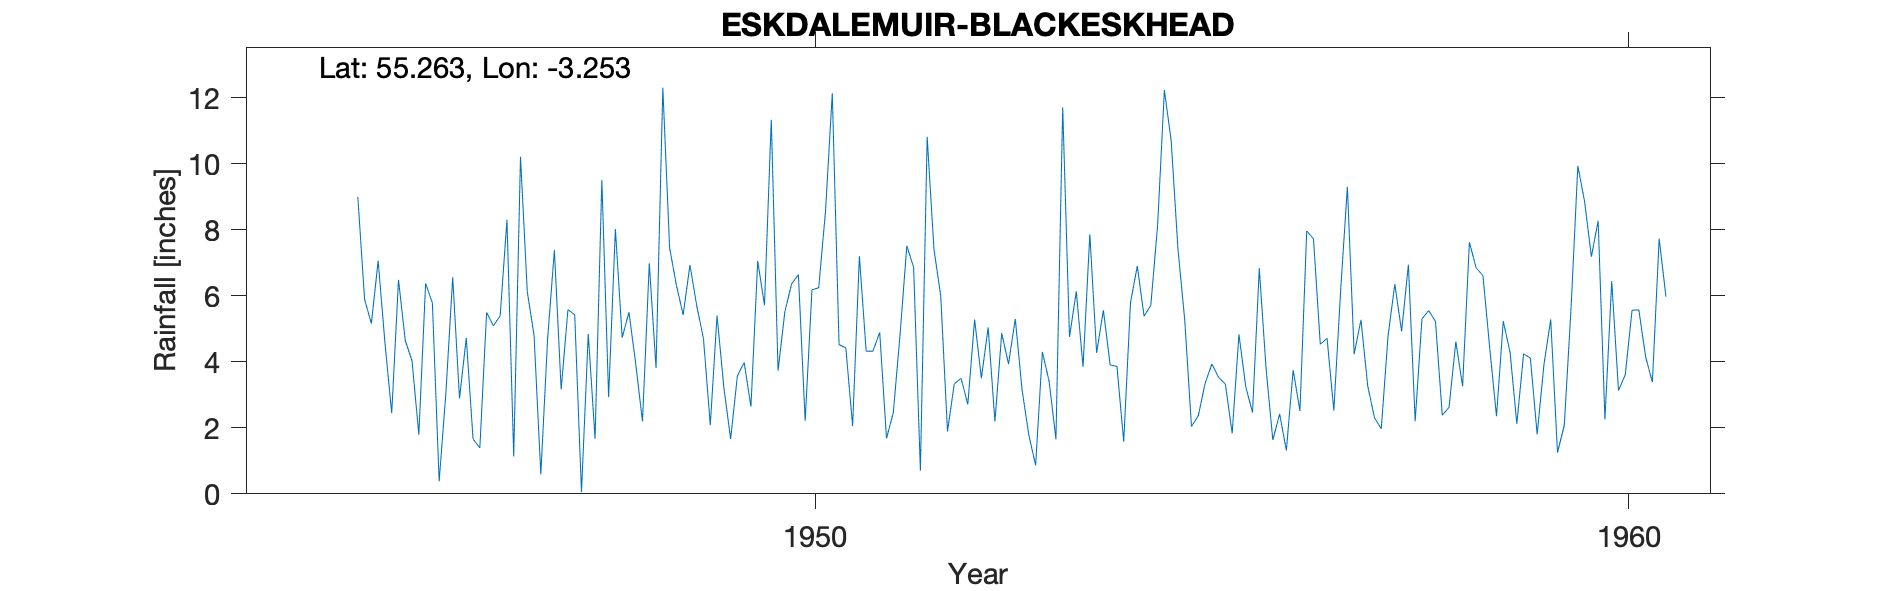 ESKDALEMUIR-BLACKESKHEAD
Lat: 55.263, Lon: -3.253
12
10
8
6
4
2
0
Rainfall [inches]
1950
1960
Year